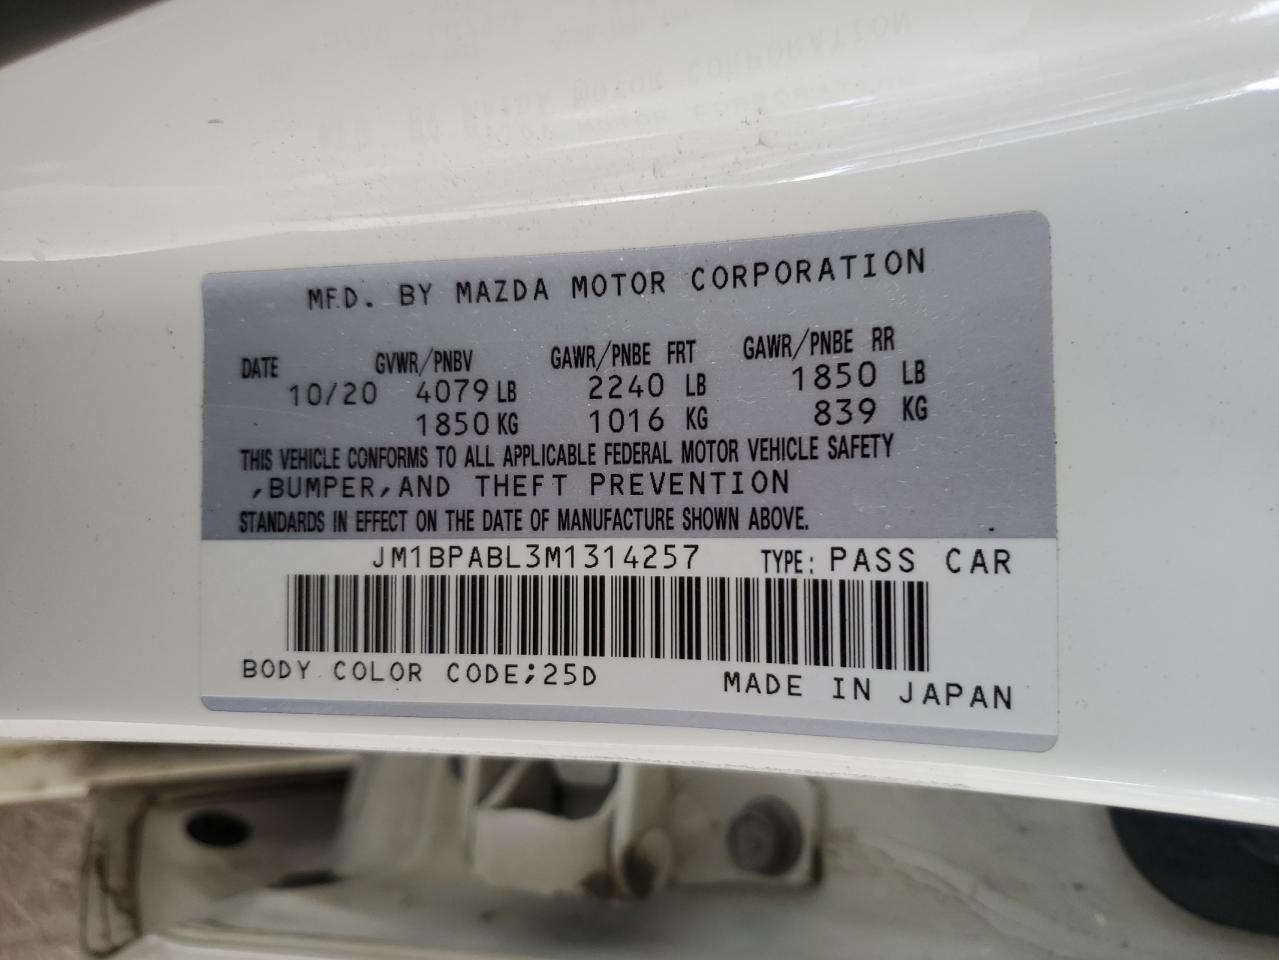 MFD. BY MAZDA MOTOR CORPORATION
DATE GVWR/PNBV GAWR/PNBE FRT GAWR/PNBE RR
10/20 4079 LB 2240 LB 1850 LB
1850 KG 1016 KG 839 KG
THIS VEHICLE CONFORMS TO ALL APPLICABLE FEDERAL MOTOR VEHICLE SAFETY
,BUMPER,AND THEFT PREVENTION
STANDARDS IN EFFECT ON THE DATE OF MANUFACTURE SHOWN ABOVE.
JM1BPABL3M1314257 TYPE: PASS CAR
BODY COLOR CODE;25D MADE IN JAPAN